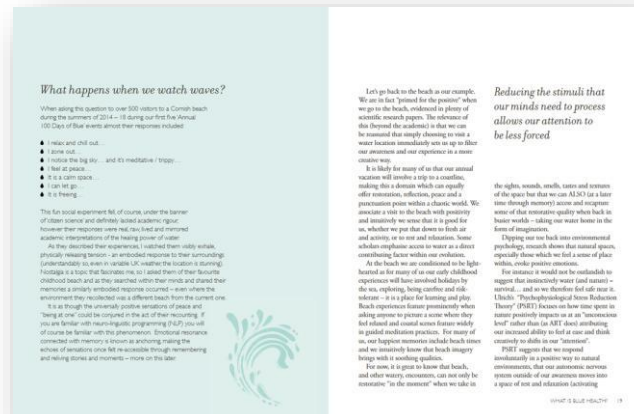 What happens when we watch waves?
When asking this question to over 500 visitors to a Cornish beach
during the summers of 2014 – 18 during our first five Annual
'100 Days of Blue' events almost their responses included:
I relax and chill out...
I zone out...
I notice the big sky... and it's meditative / trippy...
I feel at peace...
It is a calm space...
I can let go...
It is freeing...
This fun social experiment fell, of course, under the banner
of 'citizen science' and definitely lacked academic rigour;
however their responses were real, raw, lived and mirrored
academic interpretations of the healing power of water.
As they described their experiences, I watched them visibly exhale,
physically releasing tension – an embodied response to their surroundings
(understandably so, even in variable UK weather the location is stunning).
Nostalgia is a topic that fascinates me, so I asked them of their favourite
childhood beach and as they searched within their minds and shared their
memories a similarly embodied response occurred – even where the
environment they recollected was a different beach from the current one.
It is as though the universally positive sensations of peace and
"being at one" could be conjured in the act of their recounting. If
you are familiar with neuro-linguistic programming (NLP) you will
of course be familiar with this phenomenon. Emotional resonance
connected with memory is known as anchoring, making the
echoes of sensations once felt re-accessible through remembering
and reliving stories and moments – more on this later.
Let's go back to the beach as our example.
We are in fact "primed for the positive" when
we go to the beach, evidenced in plenty of
scientific research papers. The relevance of
this (beyond the academic) is that we can
be reassured that simply choosing to visit a
water location immediately sets us up to filter
our awareness and our experience in a more
creative way.
It is likely for many of us that our annual
vacation will involve a trip to a coastline,
making this a domain which can equally
offer restoration, reflection, peace and a
punctuation point within a chaotic world. We
associate a visit to the beach with positivity
and intuitively we sense that it is good for
us, whether we put that down to fresh air
and activity, or to rest and relaxation. Some
scholars emphasise access to water as a direct
contributing factor within our evolution.
At the beach we are conditioned to be light-
hearted as for many of us our early childhood
experiences will have involved holidays by
the sea, exploring, being carefree and risk-
tolerant – it is a place for learning and play.
Beach experiences feature prominently when
asking anyone to picture a scene where they
feel relaxed and coastal scenes feature widely
in guided meditation practices. For many of
us, our happiest memories include beach times
and we intuitively know that beach imagery
brings with it soothing qualities.
For now, it is great to know that beach,
and other watery, encounters, can not only be
restorative "in the moment" when we take in
Reducing the stimuli that
our minds need to process
allows our attention to
be less forced
the sights, sounds, smells, tastes and textures
of the space but that we can ALSO (at a later
time through memory) access and recapture
some of that restorative quality when back in
busier worlds – taking our water home in the
form of imagination.
Dipping our toe back into environmental
psychology, research shows that natural spaces,
especially those which we feel a sense of place
within, evoke positive emotions.
For instance it would not be outlandish to
suggest that instinctively water (and nature) =
survival... and so we therefore feel safe near it.
Ulrich's "Psychophysiological Stress Reduction
Theory" (PSRT) focuses on how time spent in
nature positively impacts us at an "unconscious
level" rather than (as ART does) attributing
our increased ability to feel at ease and think
creatively to shifts in our "attention".
PSRT suggests that we respond
involuntarily in a positive way to natural
environments, that our autonomic nervous
system outside of our awareness moves into
a space of rest and relaxation (activating
WHAT IS BLUE HEALTH? 19